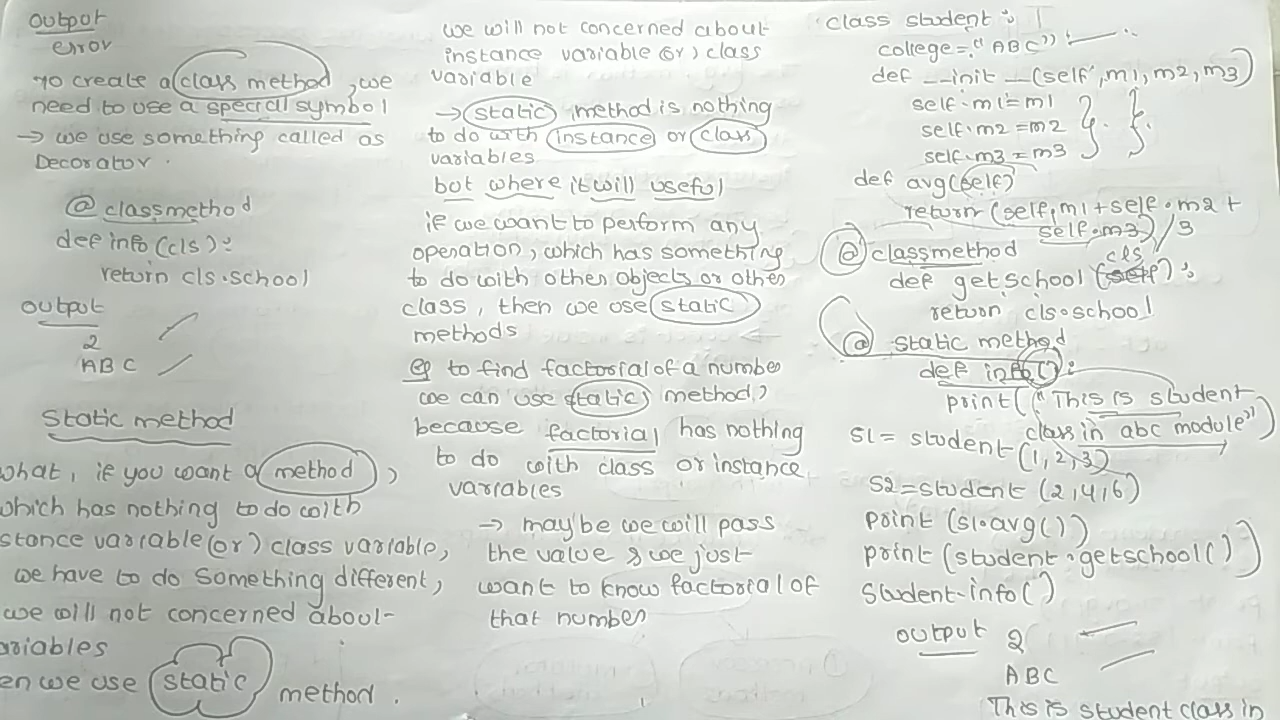 output
error
To create a class method, we
need to use a special symbol
→ we use something called as
Decorator.
@ classmethod
def info(cls):
return cls.school
output
2
ABC
Static method
what, if you want a method,
which has nothing to do with
stance variable (or) class variable,
we have to do something different,
we will not concerned about
ariables
en we use static method.
we will not concerned about
instance variable (or) class
variable
→ static method is nothing
to do with instance or class
variables
but where it will useful
if we want to perform any
operation, which has something
to do with other objects or other
class, then we use static
methods
eg to find factorial of a number
we can use static method,
because factorial has nothing
to do with class or instance
variables
→ maybe we will pass
the value & we just
want to know factorial of
that number
class student:
college="ABC"
def __init__(self, m1, m2, m3)
self.m1=m1
self.m2=m2
self.m3=m3
def avg(self)
return (self.m1+self.m2+
self.m3)/3
@ classmethod
cls
def getschool (self):
return cls.school
@ static method
def info():
print("This is student
class in abc module")
S1= student
(1,2,3)
S2=student (2,4,6)
print (s1.avg())
print (student.getschool())
Student.info()
output
2
ABC
This is student class in